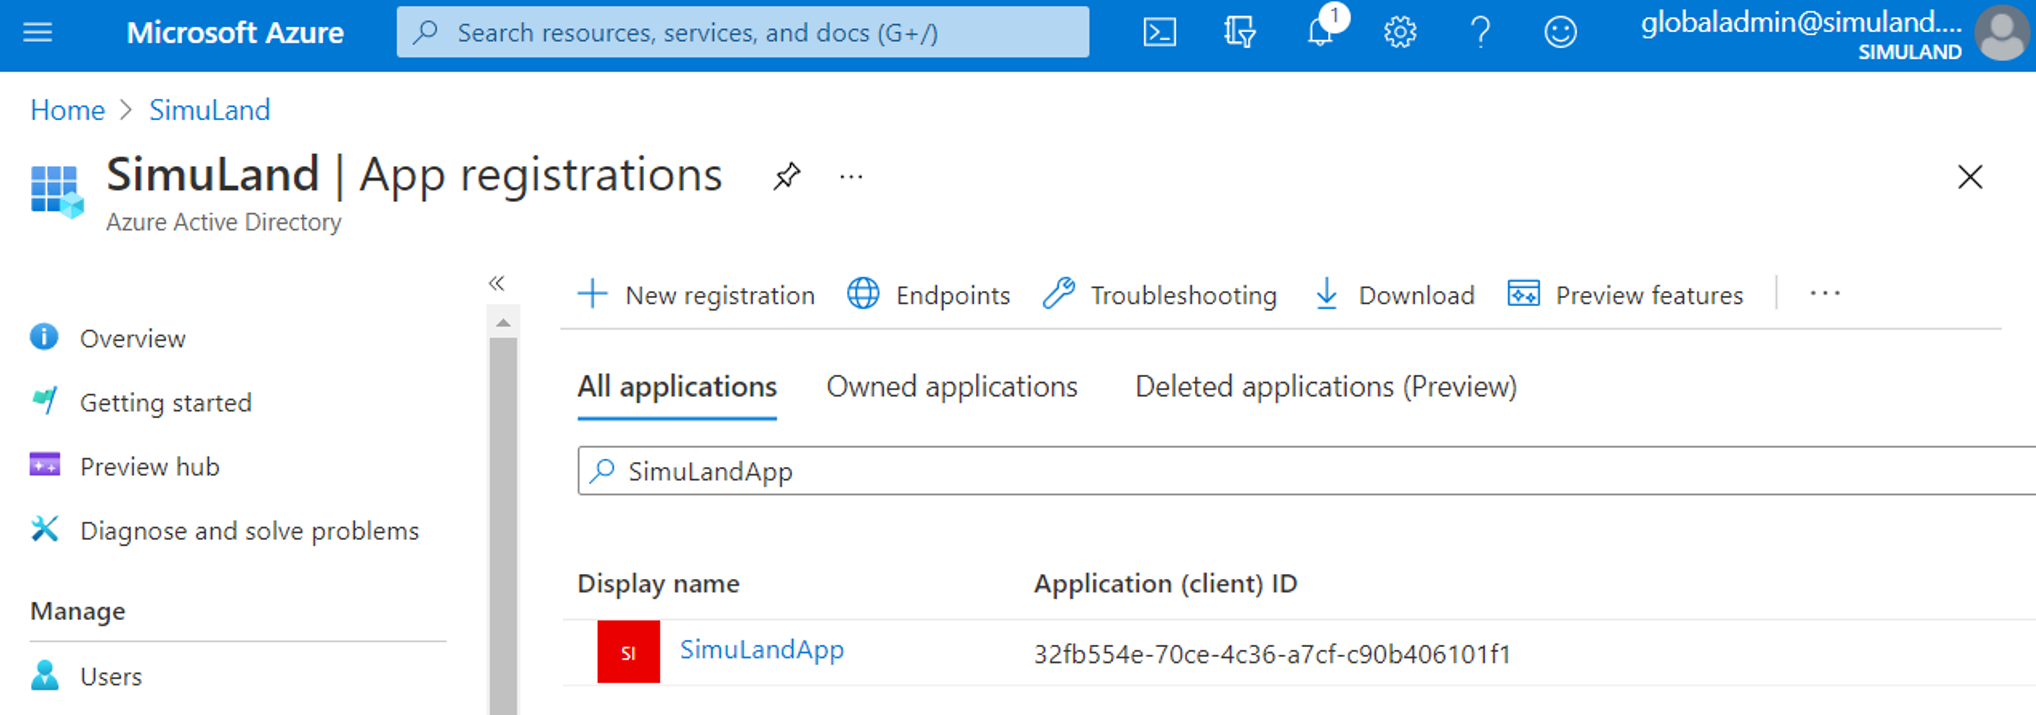 Microsoft Azure
Search resources, services, and docs (G+/)
1
globaladmin@simuland....
SIMULAND
Home > SimuLand
SimuLand | App registrations
...
Azure Active Directory
«
New registration
Endpoints
Troubleshooting
Download
Preview features
...
Overview
Getting started
Preview hub
Diagnose and solve problems
Manage
Users
All applications
Owned applications
Deleted applications (Preview)
SimuLandApp
Display name
Application (client) ID
SI
SimuLandApp
32fb554e-70ce-4c36-a7cf-c90b406101f1